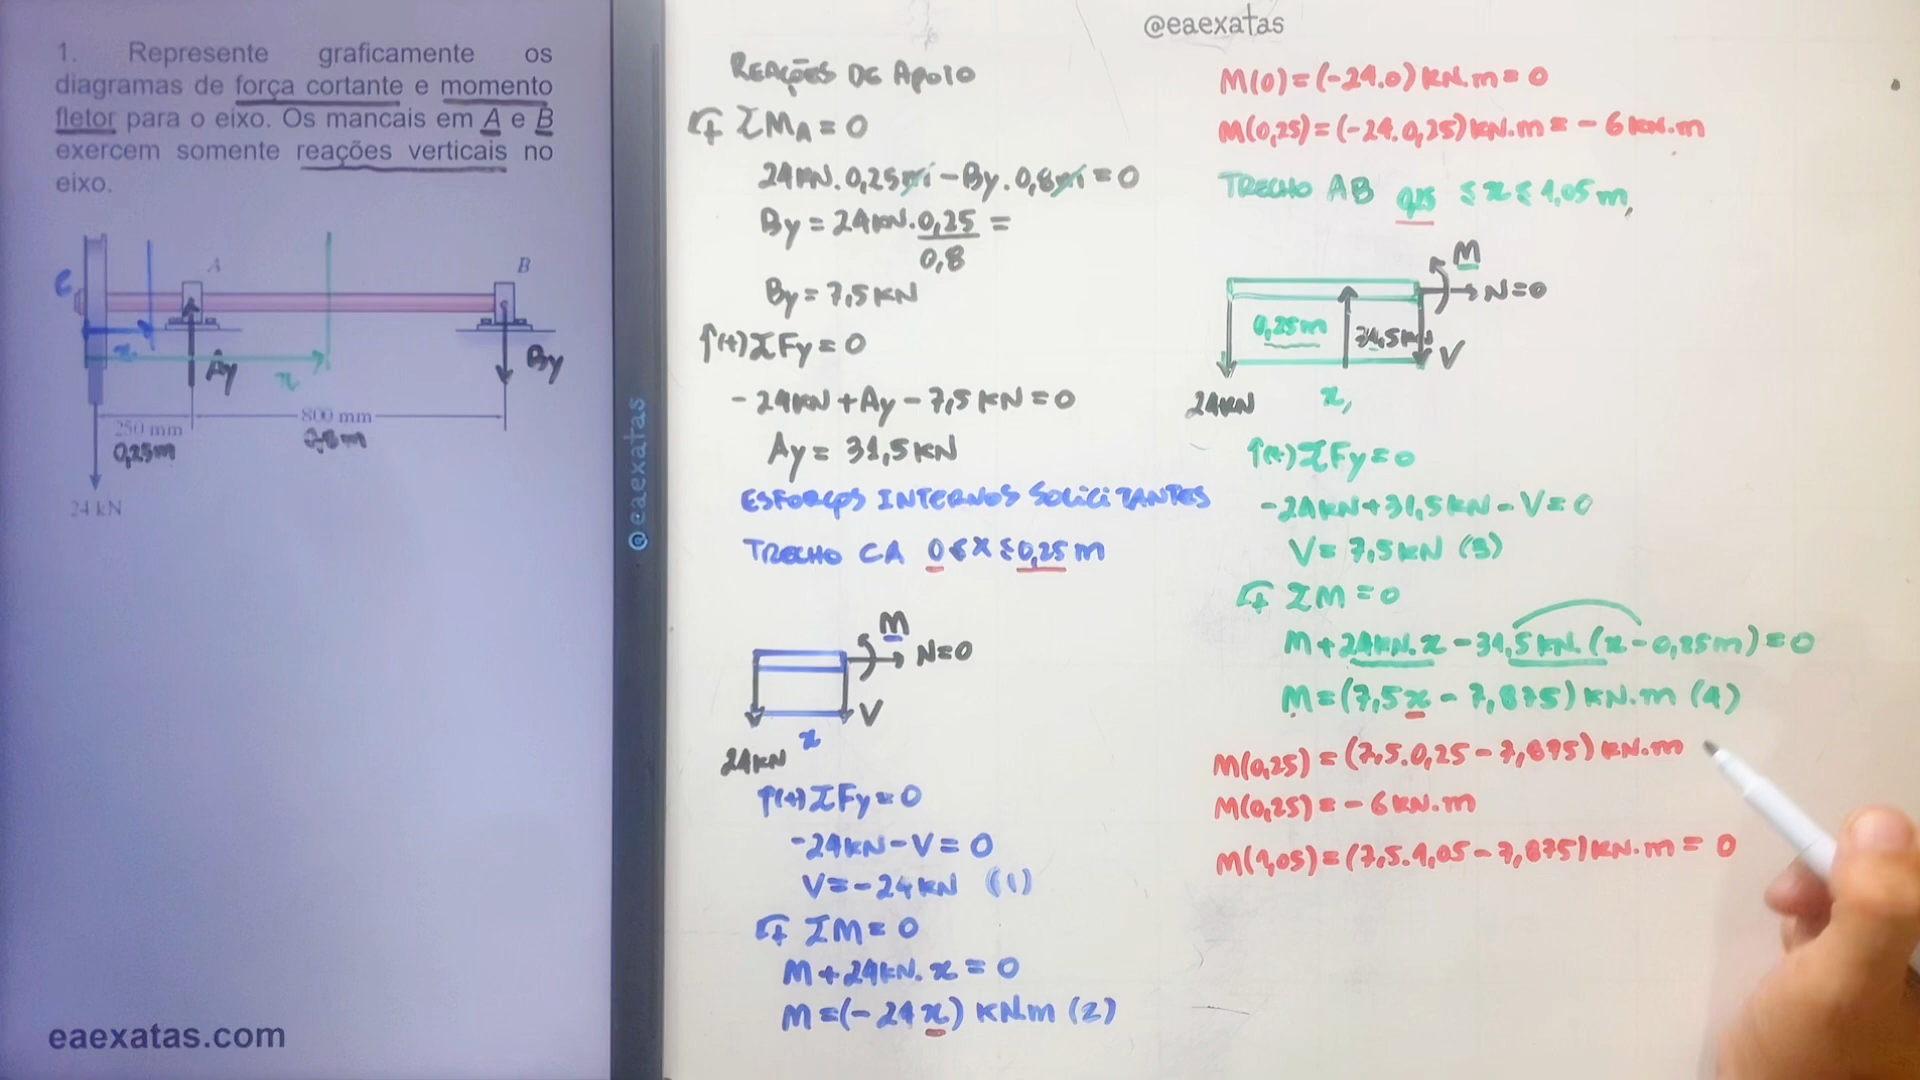 1. Represente graficamente os
diagramas de força cortante e momento
fletor para o eixo. Os mancais em A e B
exercem somente reações verticais no
eixo.
C
A
B
x
x
Ay
By
250 mm
0,25m
800 mm
0,8m
24 kN
eaexatas.com
@eaexatas
@eaexatas
REAÇÕES DE APOIO
ΣMA = 0
24kN.0,25m - By.0,8m = 0
By = 24kN.0,25 =
0,8
By = 7,5kN
↑(+) ΣFy = 0
-24kN + Ay - 7,5kN = 0
Ay = 31,5kN
ESFORÇOS INTERNOS SOLICITANTES
TRECHO CA 0 ≤ x ≤ 0,25m
M
N=0
V
x
24kN
↑(+) ΣFy = 0
-24kN - V = 0
V = -24kN (1)
ΣM = 0
M + 24kN.x = 0
M = (-24x) kN.m (2)
M(0) = (-24.0) kN.m = 0
M(0,25) = (-24.0,25) kN.m = -6kN.m
TRECHO AB 0,25 ≤ x ≤ 1,05m
M
N=0
0,25m
31,5kN
V
24kN
x
↑(+) ΣFy = 0
-24kN + 31,5kN - V = 0
V = 7,5kN (3)
ΣM = 0
M + 24kN.x - 31,5kN.(x - 0,25m) = 0
M = (7,5x - 7,875) kN.m (4)
M(0,25) = (7,5.0,25 - 7,875) kN.m
M(0,25) = -6kN.m
M(1,05) = (7,5.1,05 - 7,875) kN.m = 0